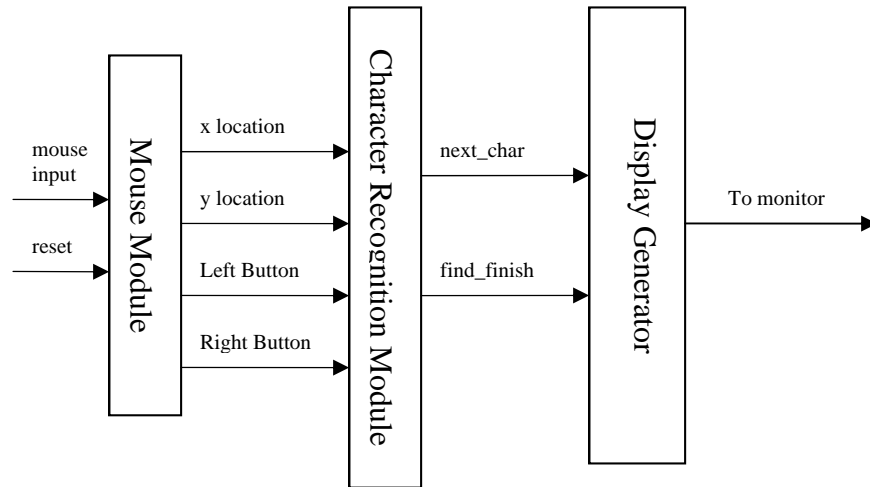 mouse
input
reset
Mouse Module
x location
y location
Left Button
Right Button
Character Recognition Module
next_char
find_finish
Display Generator
To monitor